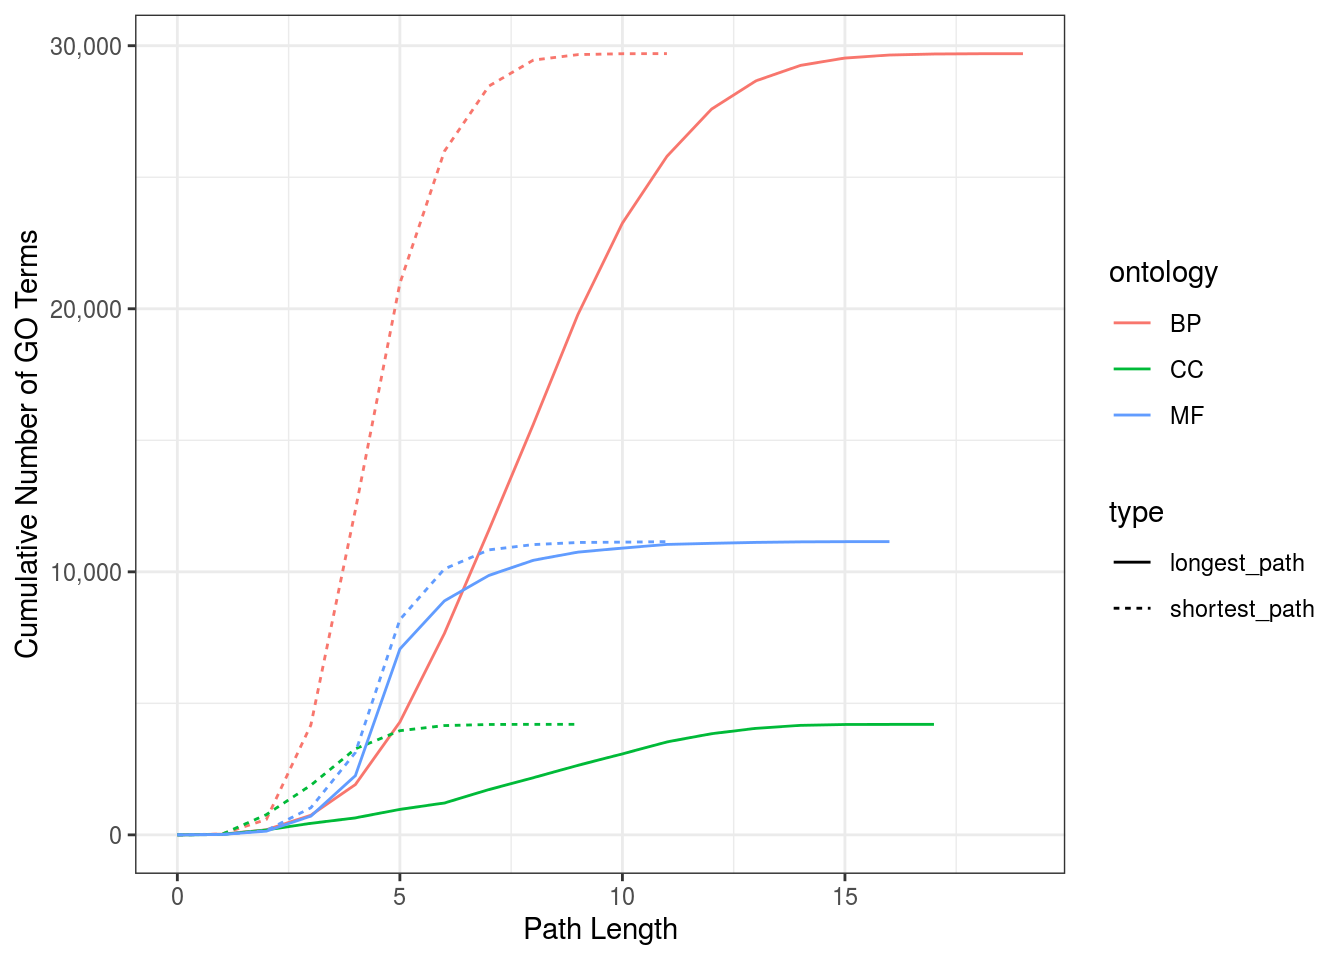 30,000
20,000
10,000
0
Cumulative Number of GO Terms
0 5 10 15
Path Length
ontology
BP
CC
MF
type
longest_path
shortest_path